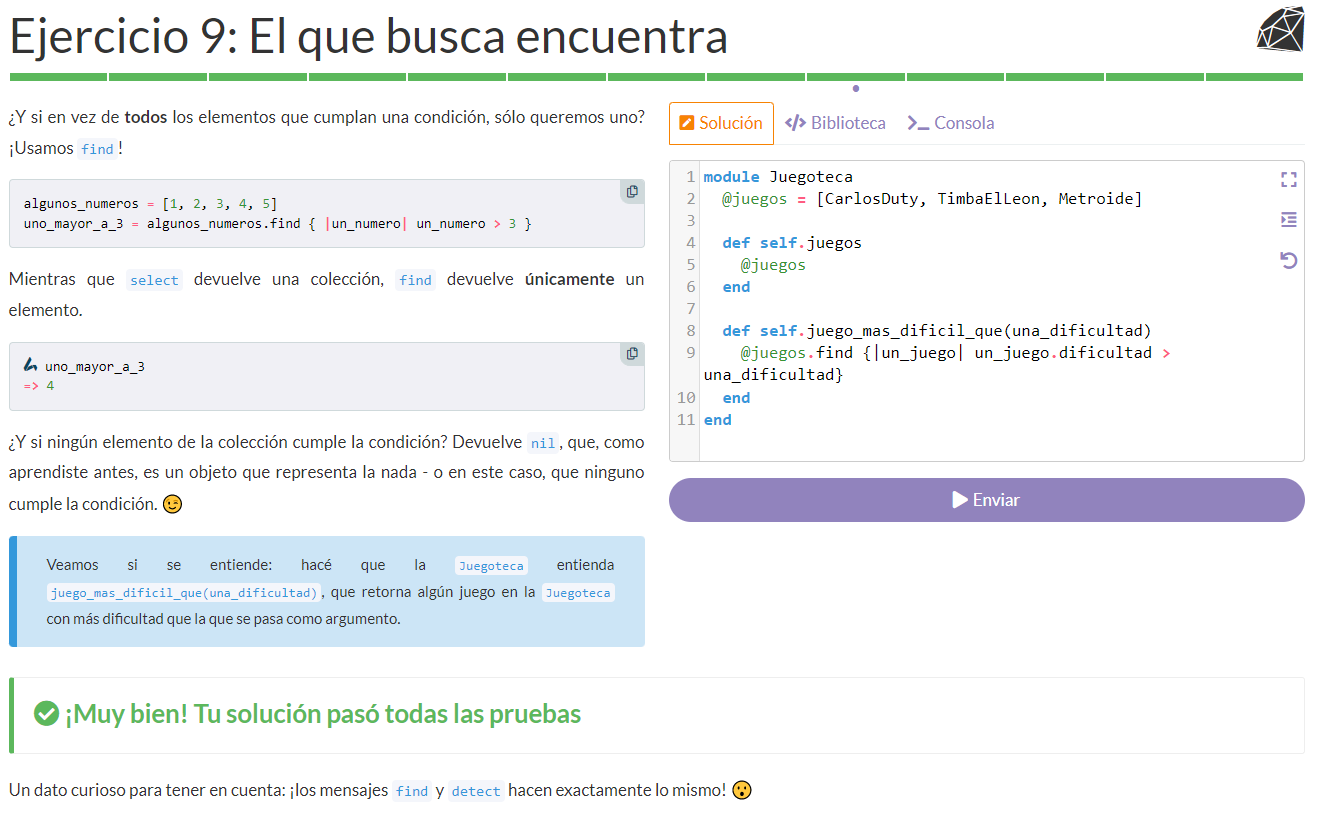 Ejercicio 9: El que busca encuentra
¿Y si en vez de todos los elementos que cumplan una condición, sólo queremos uno?
¡Usamos find!
algunos_numeros = [1, 2, 3, 4, 5]
uno_mayor_a_3 = algunos_numeros.find { |un_numero| un_numero > 3 }
Mientras que select devuelve una colección, find devuelve únicamente un
elemento.
uno_mayor_a_3
=> 4
¿Y si ningún elemento de la colección cumple la condición? Devuelve nil, que, como
aprendiste antes, es un objeto que representa la nada - o en este caso, que ninguno
cumple la condición. 😉
Veamos si se entiende: hacé que la Juegoteca entienda
juego_mas_dificil_que(una_dificultad), que retorna algún juego en la Juegoteca
con más dificultad que la que se pasa como argumento.
Solución
Biblioteca
Consola
1 module Juegoteca
2   @juegos = [CarlosDuty, TimbaElLeon, Metroide]
3
4   def self.juegos
5     @juegos
6   end
7
8   def self.juego_mas_dificil_que(una_dificultad)
9     @juegos.find {|un_juego| un_juego.dificultad >
una_dificultad}
10   end
11 end
Enviar
¡Muy bien! Tu solución pasó todas las pruebas
Un dato curioso para tener en cuenta: ¡los mensajes find y detect hacen exactamente lo mismo! 😮